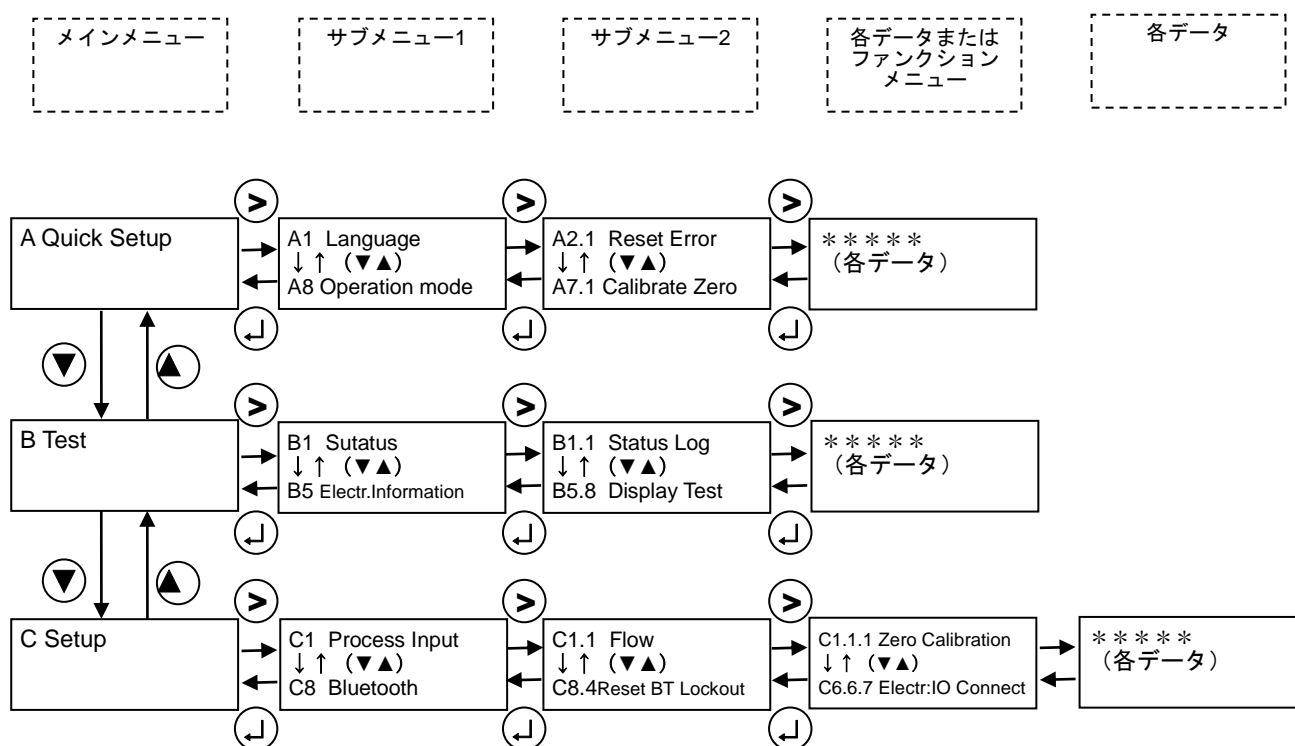 メインメニュー
サブメニュー1
サブメニュー2
各データまたは
ファンクション
メニュー
各データ
>
>
>
A Quick Setup
A1 Language
↓↑ (▼▲)
A8 Operation mode
A2.1 Reset Error
↓↑ (▼▲)
A7.1 Calibrate Zero
*****
(各データ)
▼
▲
>
>
>
B Test
B1 Sutatus
↓↑ (▼▲)
B5 Electr.Information
B1.1 Status Log
↓↑ (▼▲)
B5.8 Display Test
*****
(各データ)
▼
▲
>
>
>
C Setup
C1 Process Input
↓↑ (▼▲)
C8 Bluetooth
C1.1 Flow
↓↑ (▼▲)
C8.4Reset BT Lockout
C1.1.1 Zero Calibration
↓↑ (▼▲)
C6.6.7 Electr:IO Connect
*****
(各データ)